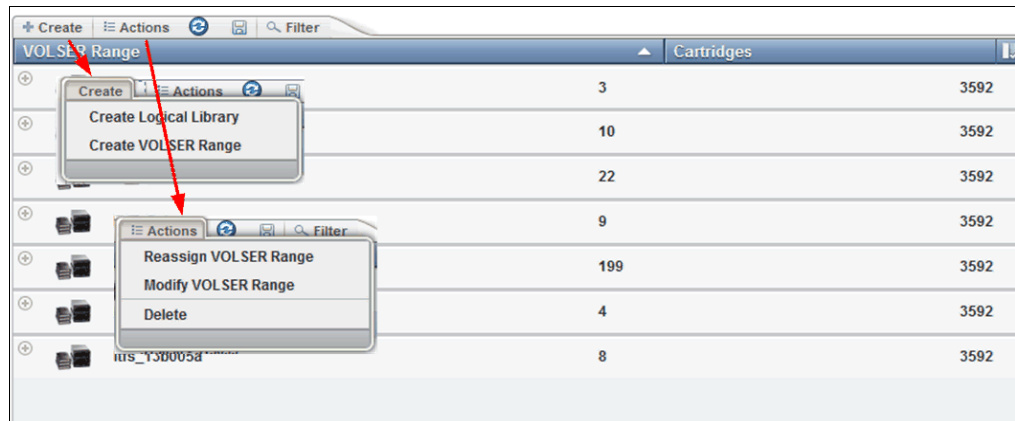 Create Actions Filter
VOLSER Range Cartridges
3 3592
Create Actions
Create Logical Library
10 3592
Create VOLSER Range
22 3592
9 3592
Actions Filter
Reassign VOLSER Range
199 3592
Modify VOLSER Range
Delete
4 3592
8 3592